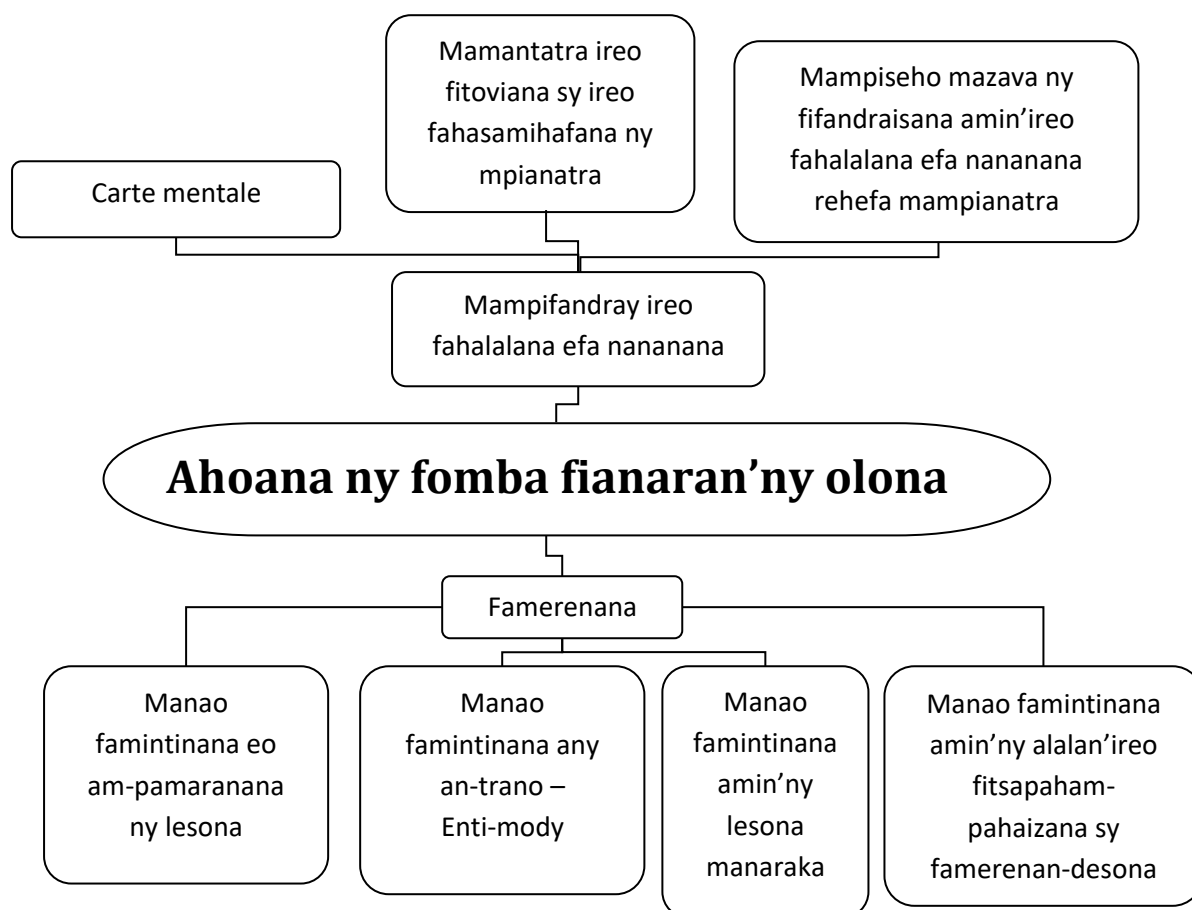 Mamantatra ireo
fitoviana sy ireo
fahasamihafana ny
mpianatra
Mampiseho mazava ny
fifandraisana amin’ireo
fahalalana efa nananana
rehefa mampianatra
Carte mentale
Mampifandray ireo
fahalalana efa nananana
Ahoana ny fomba fianaran’ny olona
Famerenana
Manao
famintinana eo
am-pamaranana
ny lesona
Manao
famintinana any
an-trano –
Enti-mody
Manao
famintinana
amin’ny
lesona
manaraka
Manao famintinana
amin’ny alalan’ireo
fitsapaham-
pahaizana sy
famerenan-desona